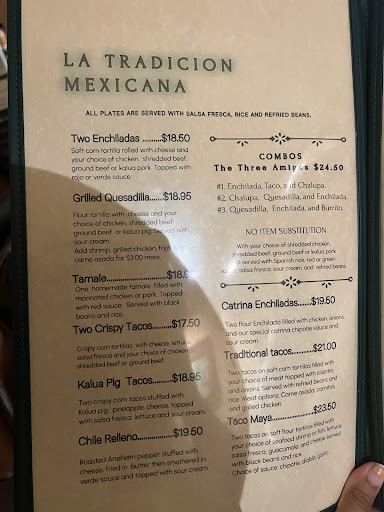 LA TRADICION
MEXICANA
ALL PLATES ARE SERVED WITH SALSA FRESCA, RICE AND REFRIED BEANS.
Two Enchiladas .........$18.50
Soft corn tortilla rolled with cheese and
your choice of chicken, shredded beef,
ground beef or kalua pork. Topped with
rojo or verde sauce
Grilled Quesadilla......$18.95
Flour tortilla with cheese and your
choice of chicken, shredded beef
ground beef or kalua pig. Served with
sour cream.
Add shrimp, grilled chicken, fajita or
carne asada for $3.00 more.
Tamale
One homemade tamale filled with
marinated chicken or pork. Topped
with red sauce. Served with black
beans and rice.
Two Crispy Tacos.........$17.50
Crispy corn tortillas, with cheese, lettuce,
salsa fresca and your choice of chicken,
shredded beef or ground beef.
Kalua Pig Tacos.........$18.95
Two crispy corn tacos stuffed with
Kalua pig, pineapple, cheese, topped
with salsa fresca, lettuce and sour cream.
Chile Relleno...............$19.50
Roasted Anaheim pepper stuffed with
cheese, fried in butter then smothered in
verde sauce and topped with sour cream.
COMBOS
The Three Amigos $24.50
#1. Enchilada, Taco, and Chalupa.
#2. Chalupa, Quesadilla, and Enchilada.
#3. Quesadilla, Enchilada, and Burrito.
NO ITEM SUBSTITUTION
With your choice of shredded chicken,
shredded beef, ground beef or kalua pork.
served with Spanish rice, red or green
salsa fresca, sour cream, and refried beans.
Catrina Enchiladas......$19.50
Two flour Enchilada filled with chicken, onions,
and our special catrina chipotle sauce and
sour cream.
Traditional tacos..........$21.00
Two tacos on soft corn tortillas filled with
your choice of meat topped with cilantro
and onions. Served with refried beans and
rice. Meat options: Carne asada, carnitas,
and grilled chicken.
Taco Maya..................$23.50
Two tacos on soft flour tortillas filled with
your choice of seafood shrimp or fish, lettuce
salsa fresca, guacamole, and cheese served
with black beans and rice.
Choice of sauce: chipotle, diablo, garlic.